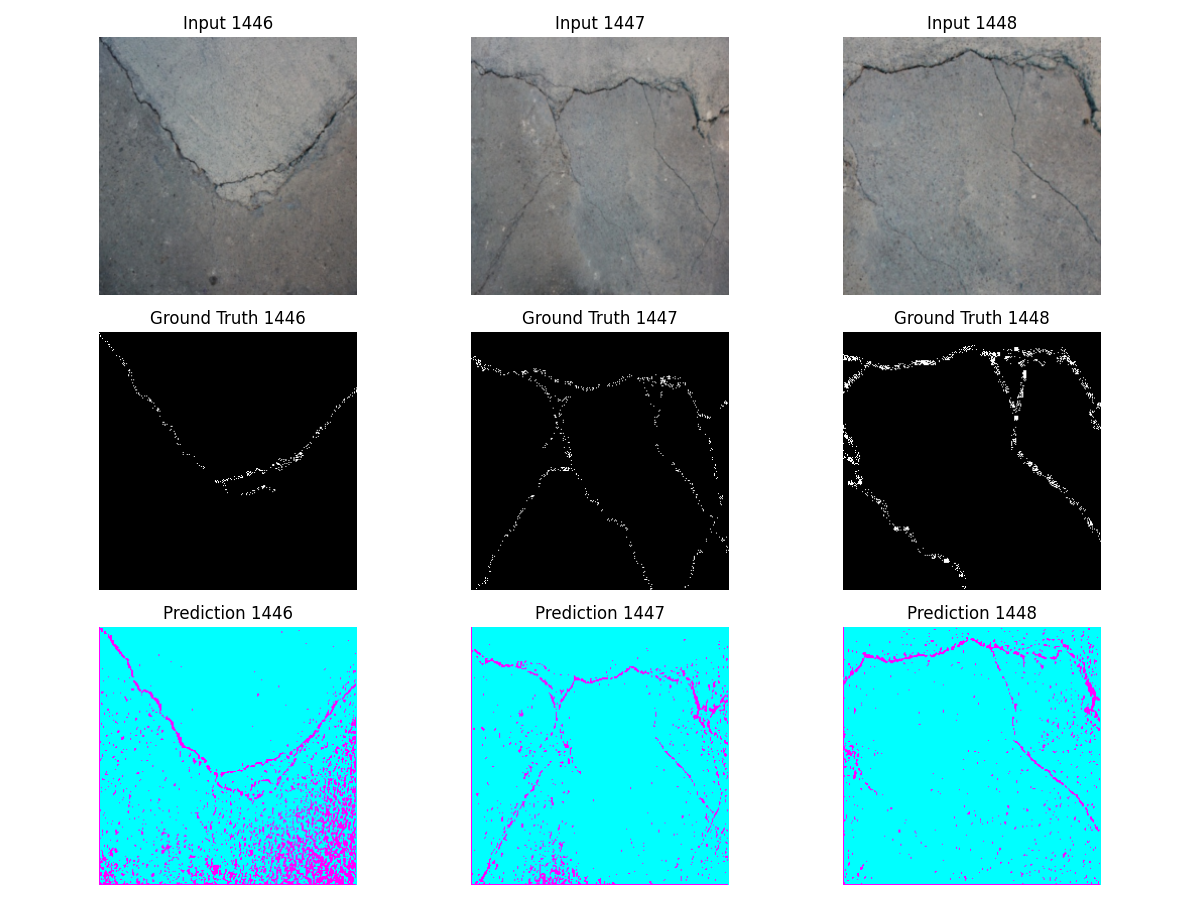 Input 1446
Input 1447
Input 1448
Ground Truth 1446
Ground Truth 1447
Ground Truth 1448
Prediction 1446
Prediction 1447
Prediction 1448